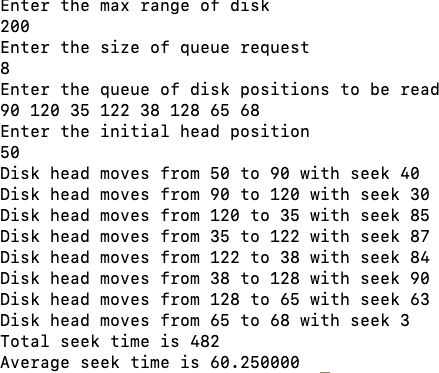 Enter the max range of disk
200
Enter the size of queue request
8
Enter the queue of disk positions to be read
90 120 35 122 38 128 65 68
Enter the initial head position
50
Disk head moves from 50 to 90 with seek 40
Disk head moves from 90 to 120 with seek 30
Disk head moves from 120 to 35 with seek 85
Disk head moves from 35 to 122 with seek 87
Disk head moves from 122 to 38 with seek 84
Disk head moves from 38 to 128 with seek 90
Disk head moves from 128 to 65 with seek 63
Disk head moves from 65 to 68 with seek 3
Total seek time is 482
Average seek time is 60.250000